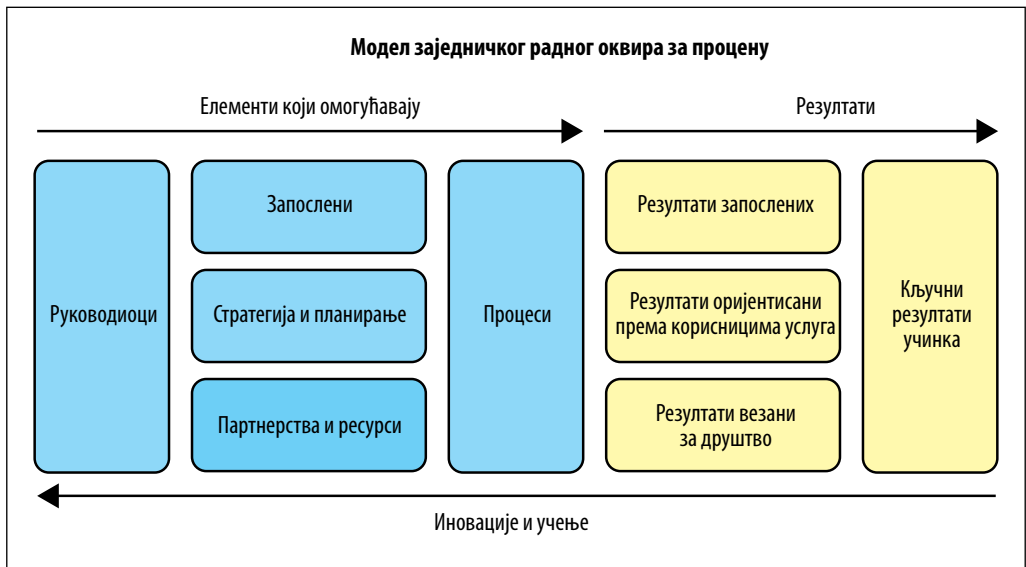 Модел заједничког радног оквира за процену
Елементи који омогућавају
Резултати
Руководиоци
Запослени
Стратегија и планирање
Партнерства и ресурси
Процеси
Резултати запослених
Резултати оријентисани
према корисницима услуга
Резултати везани
за друштво
Кључни
резултати
учинка
Иновације и учење